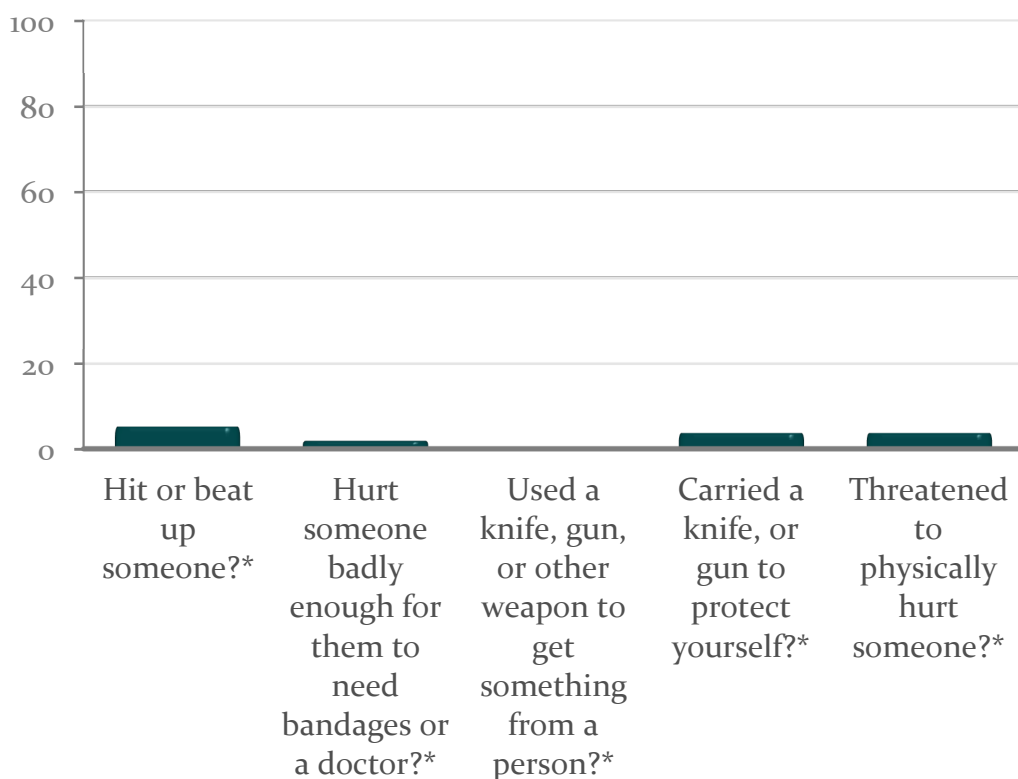 100
80
60
40
20
0
Hit or beat
up
someone?*
Hurt
someone
badly
enough for
them to
need
bandages or
a doctor?*
Used a
knife, gun,
or other
weapon to
get
something
from a
person?*
Carried a
knife, or
gun to
protect
yourself?*
Threatened
to
physically
hurt
someone?*